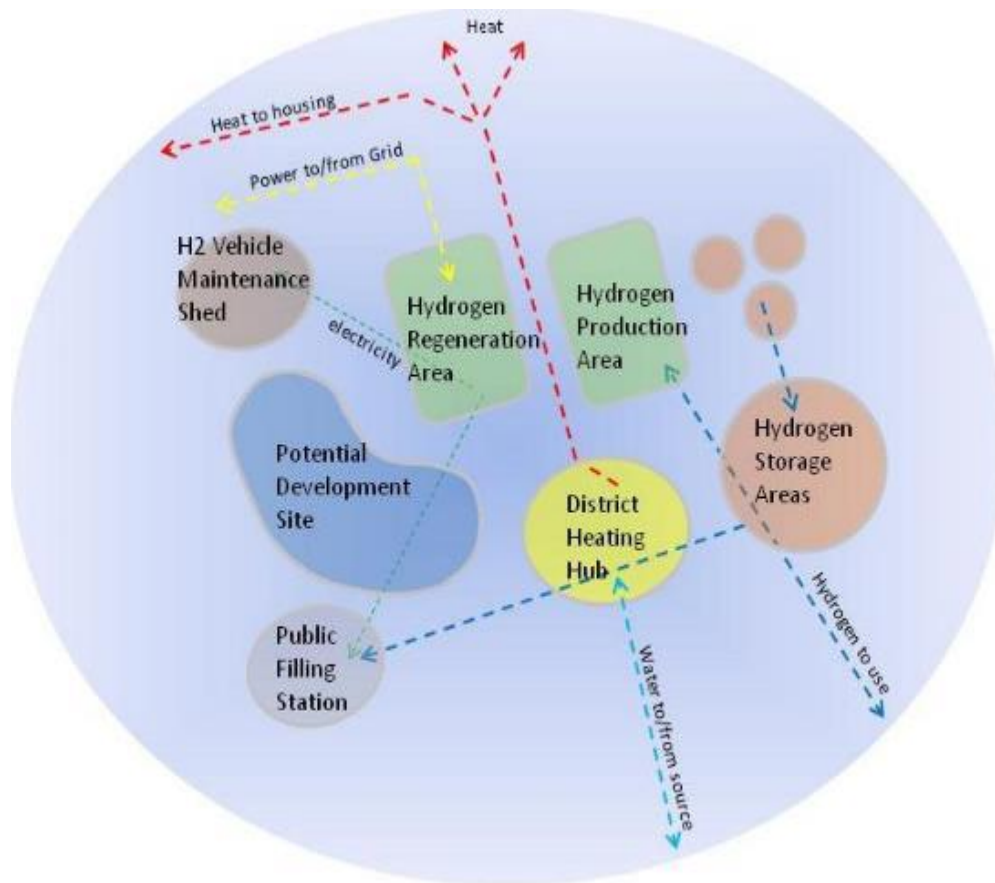 Heat
Heat to housing
Power to/from Grid
H2 Vehicle
Maintenance
Shed
electricity
Hydrogen
Regeneration
Area
Hydrogen
Production
Area
Hydrogen
Storage
Areas
Potential
Development
Site
District
Heating
Hub
Public
Filling
Station
Water to/from source
Hydrogen to use